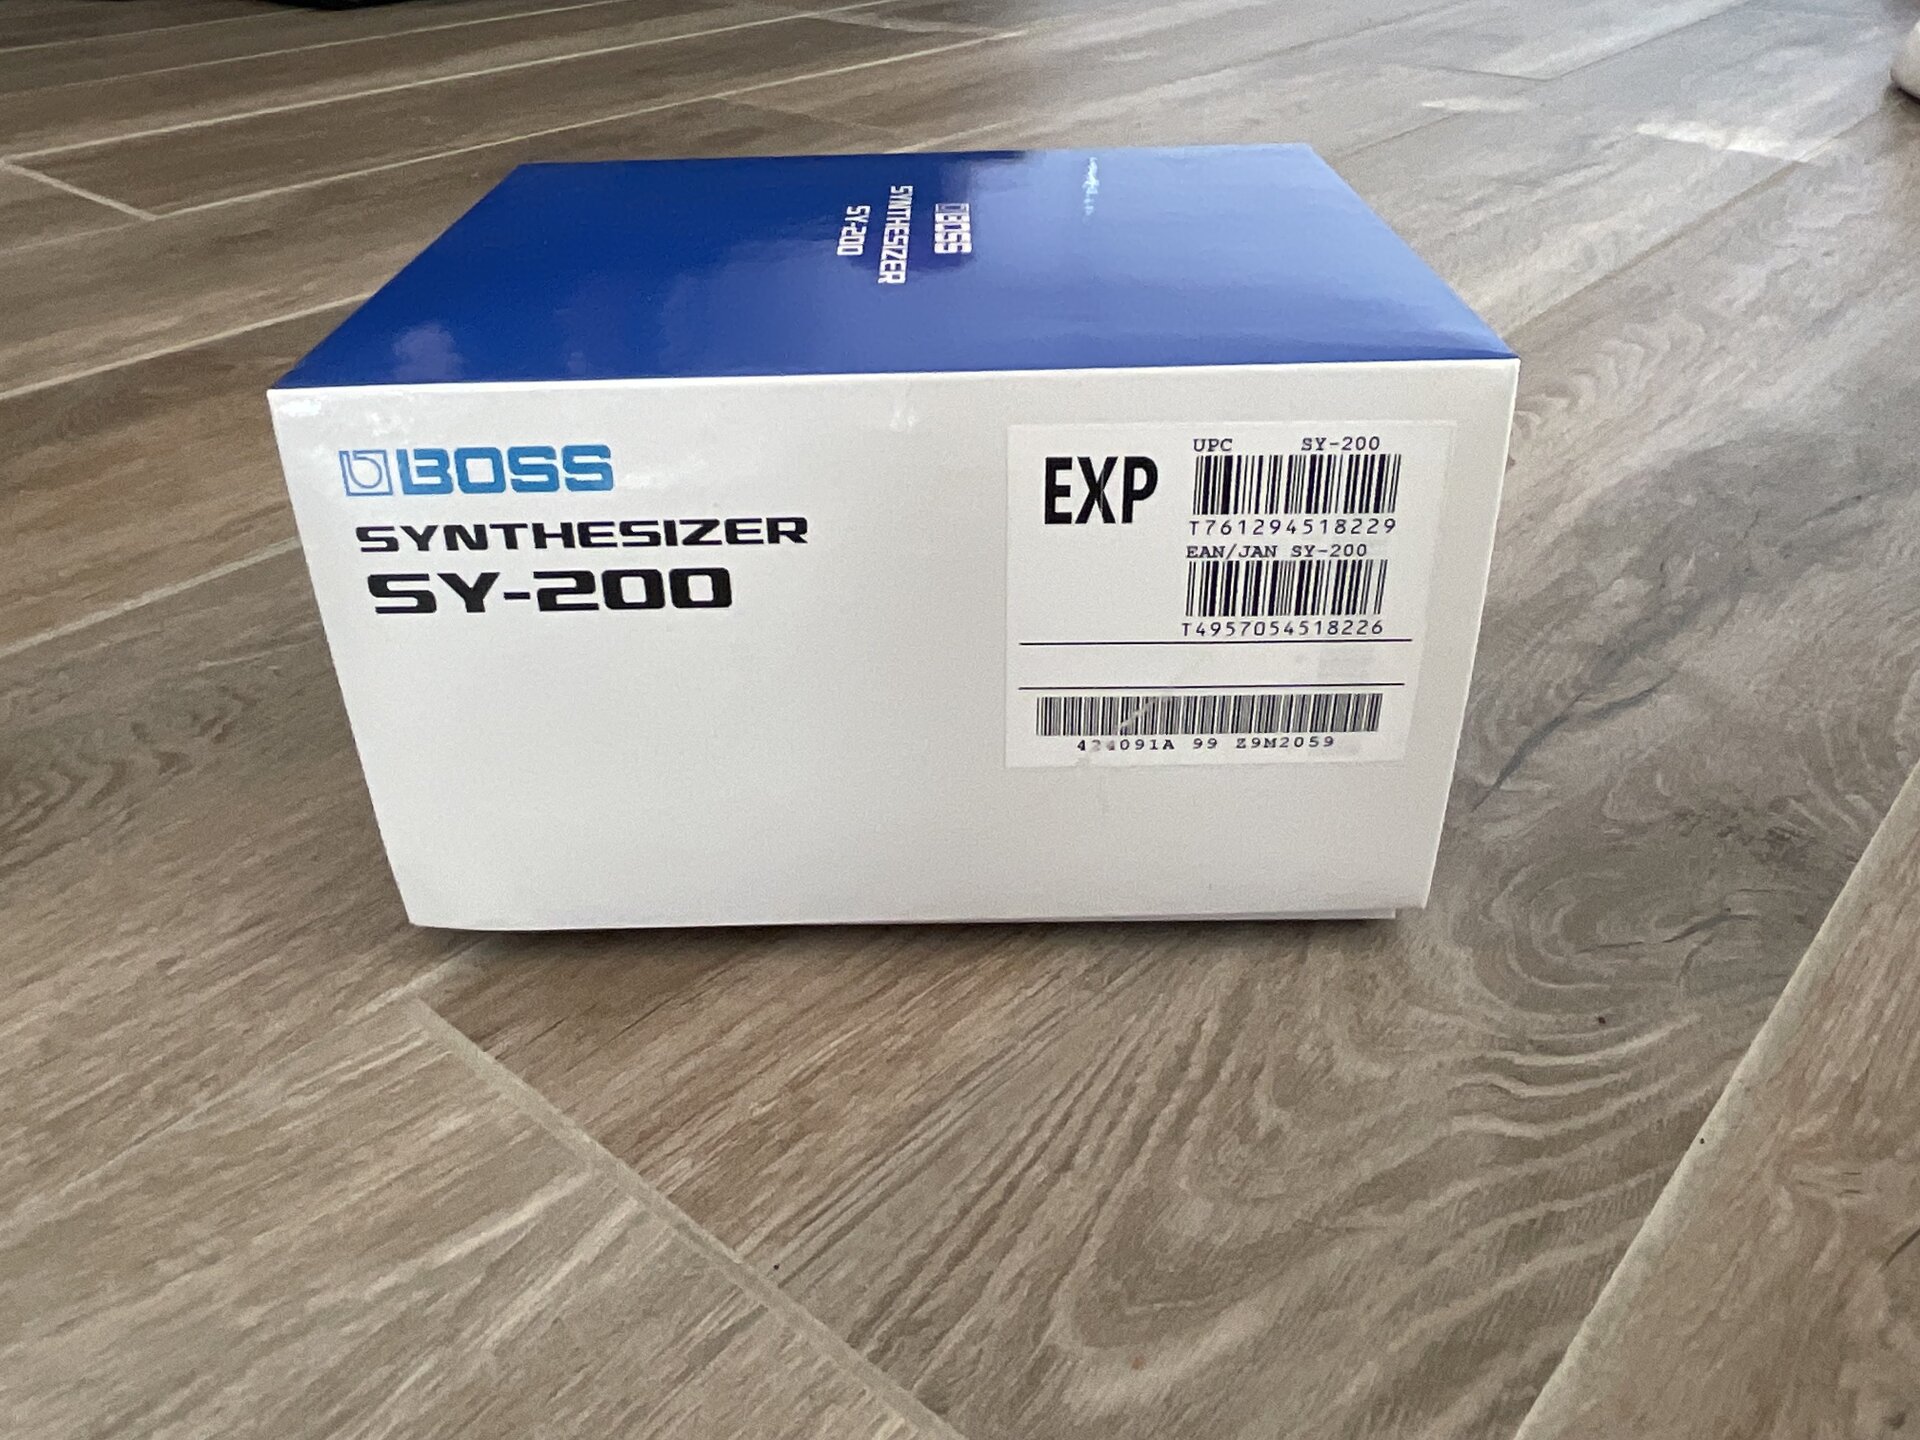 BOSS
SYNTHESIZER
SY-200
BOSS
SYNTHESIZER
SY-200
EXP
UPC SY-200
T761294518229
EAN/JAN SY-200
T4957054518226
99 Z9M2059